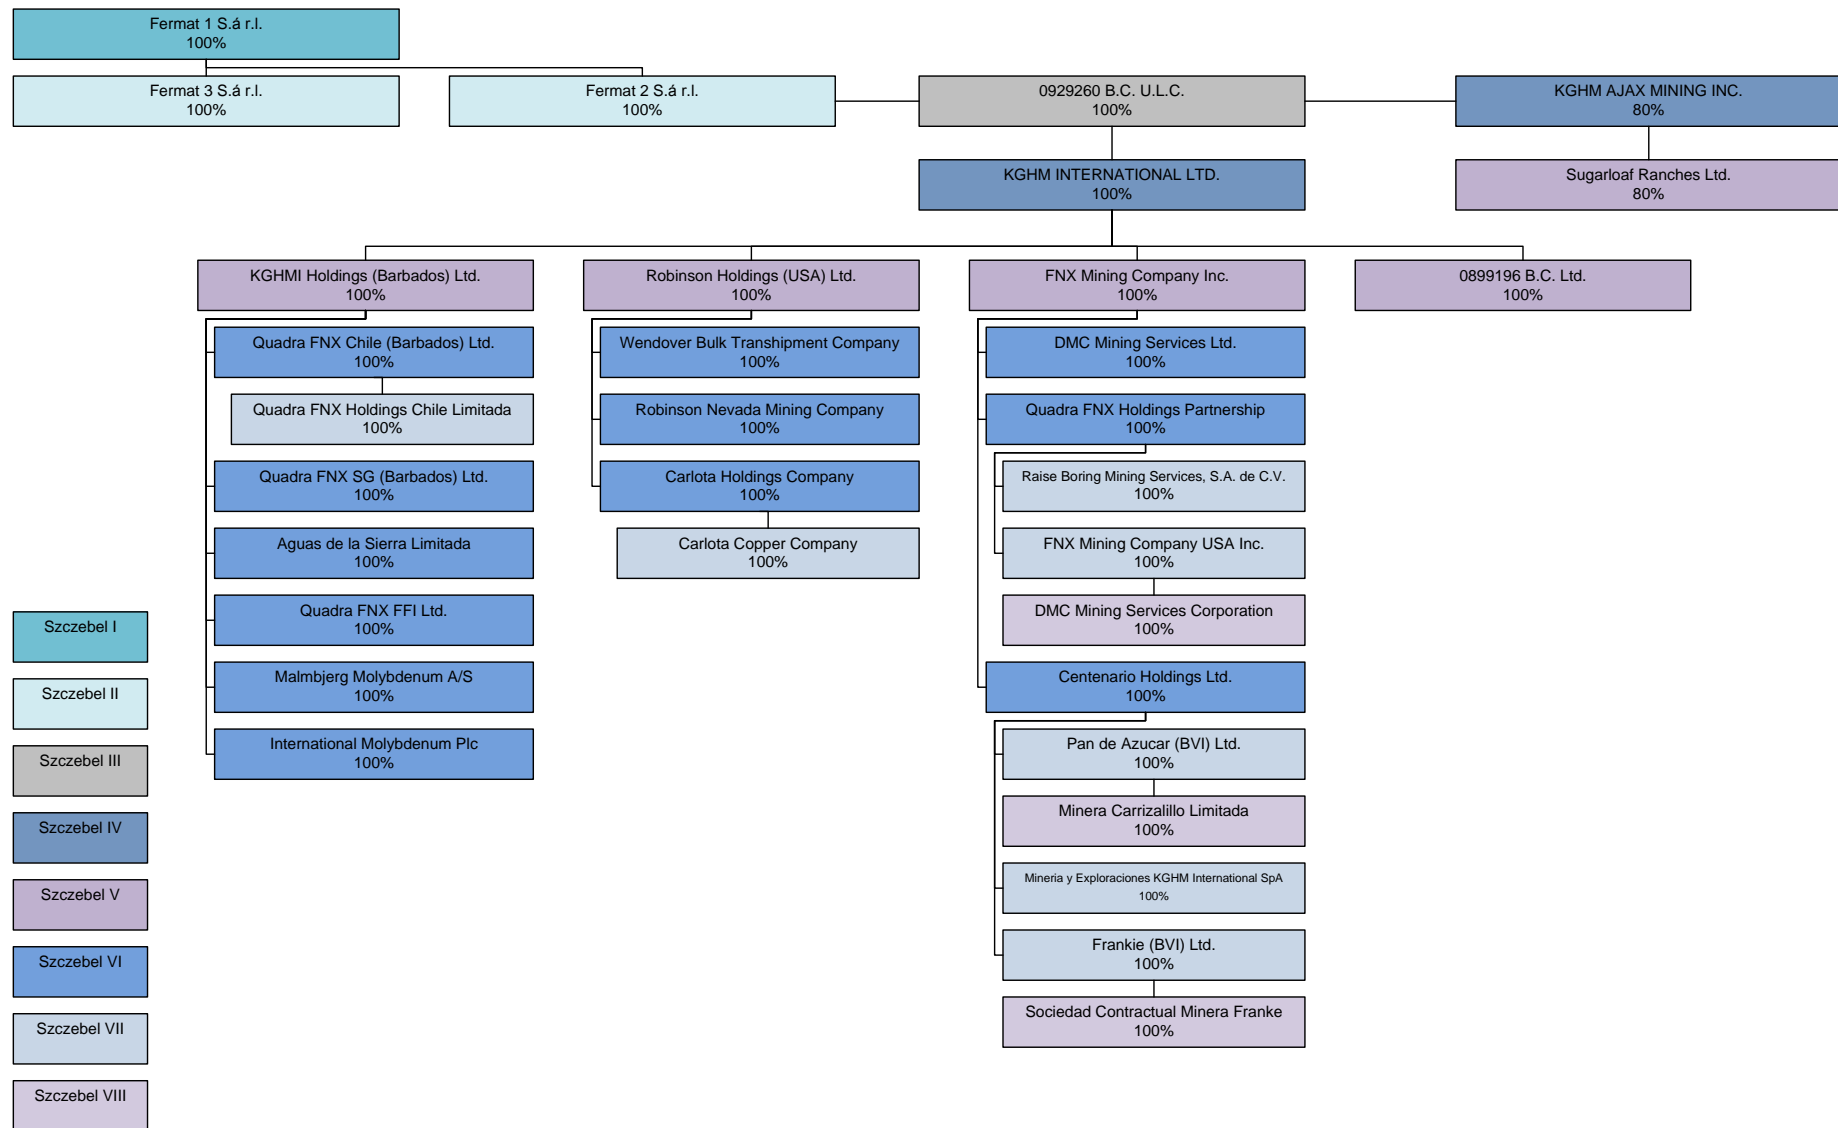 Fermat 1 S.á r.l.
100%
Fermat 3 S.á r.l.
100%
Fermat 2 S.á r.l.
100%
0929260 B.C. U.L.C.
100%
KGHM AJAX MINING INC.
80%
KGHM INTERNATIONAL LTD.
100%
Sugarloaf Ranches Ltd.
80%
KGHMI Holdings (Barbados) Ltd.
100%
Robinson Holdings (USA) Ltd.
100%
FNX Mining Company Inc.
100%
0899196 B.C. Ltd.
100%
Quadra FNX Chile (Barbados) Ltd.
100%
Quadra FNX Holdings Chile Limitada
100%
Quadra FNX SG (Barbados) Ltd.
100%
Aguas de la Sierra Limitada
100%
Quadra FNX FFI Ltd.
100%
Malmbjerg Molybdenum A/S
100%
International Molybdenum Plc
100%
Wendover Bulk Transhipment Company
100%
Robinson Nevada Mining Company
100%
Carlota Holdings Company
100%
Carlota Copper Company
100%
DMC Mining Services Ltd.
100%
Quadra FNX Holdings Partnership
100%
Raise Boring Mining Services, S.A. de C.V.
100%
FNX Mining Company USA Inc.
100%
DMC Mining Services Corporation
100%
Centenario Holdings Ltd.
100%
Pan de Azucar (BVI) Ltd.
100%
Minera Carrizalillo Limitada
100%
Mineria y Exploraciones KGHM International SpA
100%
Frankie (BVI) Ltd.
100%
Sociedad Contractual Minera Franke
100%
Szczebel I
Szczebel II
Szczebel III
Szczebel IV
Szczebel V
Szczebel VI
Szczebel VII
Szczebel VIII